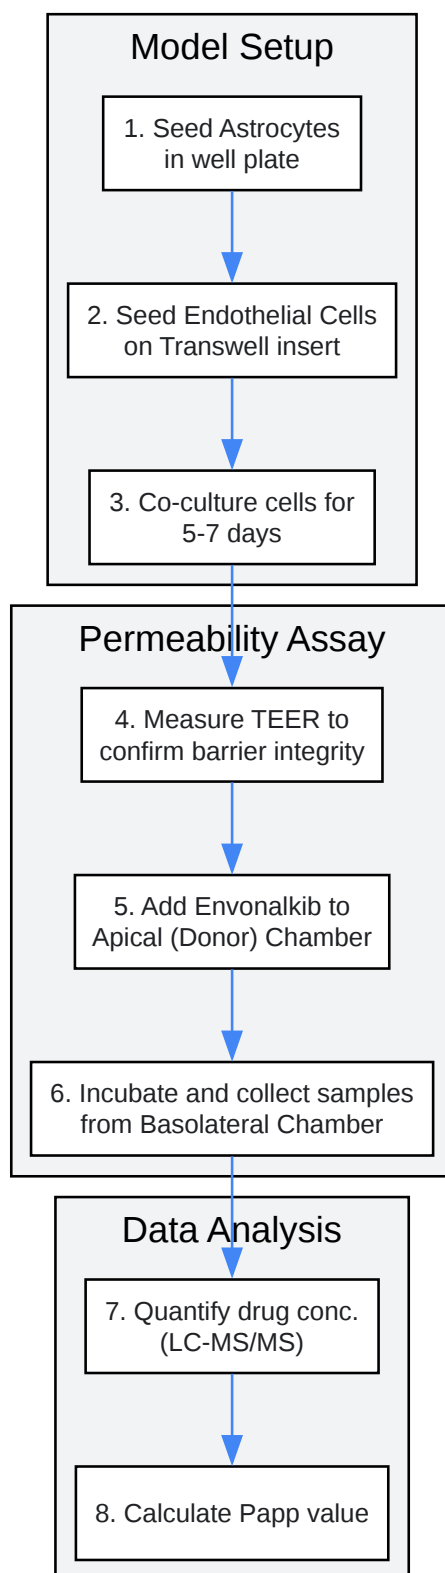 Model Setup
1. Seed Astrocytes
in well plate
2. Seed Endothelial Cells
on Transwell insert
3. Co-culture cells for
5-7 days
Permeability Assay
4. Measure TEER to
confirm barrier integrity
5. Add Envonalkib to
Apical (Donor) Chamber
6. Incubate and collect samples
from Basolateral Chamber
Data Analysis
7. Quantify drug conc.
(LC-MS/MS)
8. Calculate Papp value